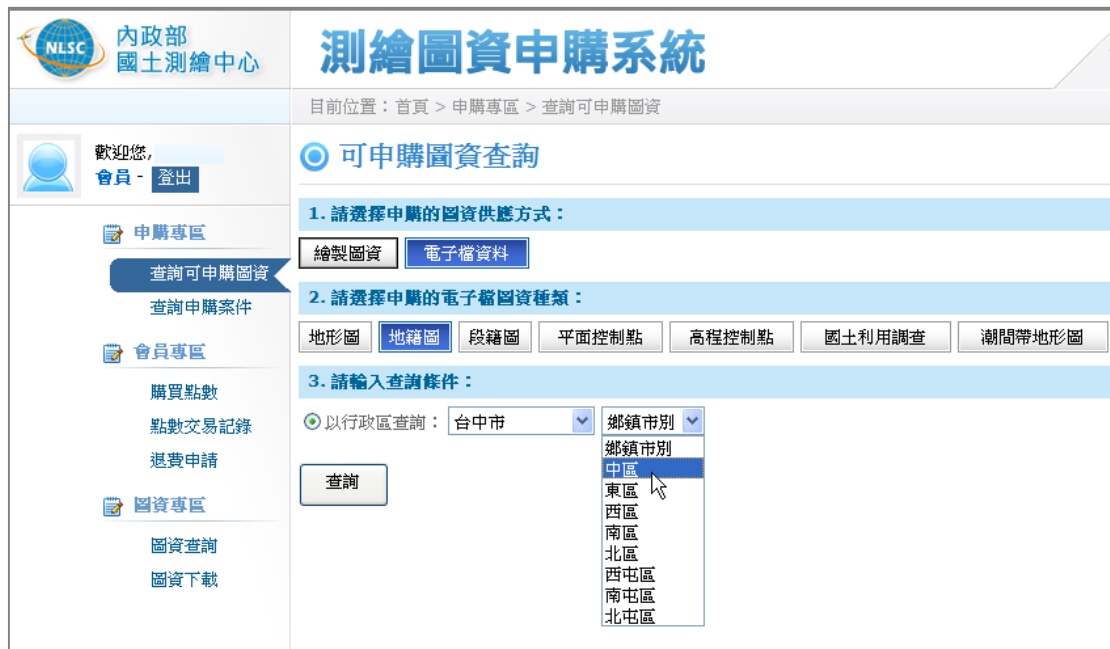 NLSC
內政部
國土測繪中心
測繪圖資申購系統
目前位置：首頁 > 申購專區 > 查詢可申購圖資
歡迎您,
會員 - 登出
申購專區
查詢可申購圖資
查詢申購案件
會員專區
購買點數
點數交易記錄
退費申請
圖資專區
圖資查詢
圖資下載
可申購圖資查詢
1. 請選擇申購的圖資供應方式：
繪製圖資 電子檔資料
2. 請選擇申購的電子檔圖資種類：
地形圖 地籍圖 段籍圖 平面控制點 高程控制點 國土利用調查 潮間帶地形圖
3. 請輸入查詢條件：
以行政區查詢： 台中市 鄉鎮市別
鄉鎮市別
中區
東區
西區
南區
北區
西屯區
南屯區
北屯區
查詢